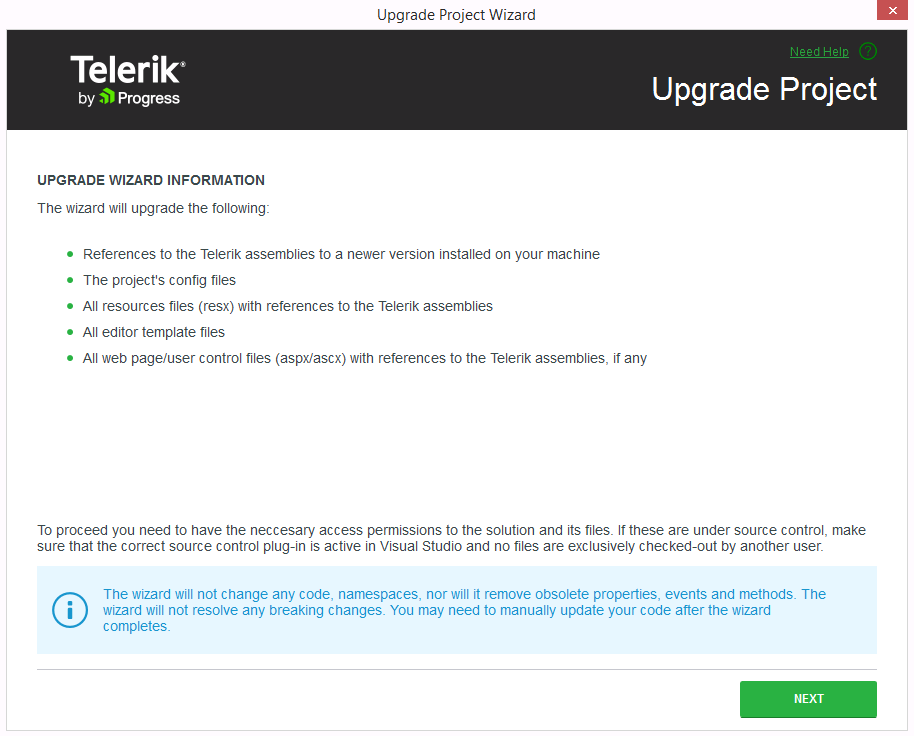 Upgrade Project Wizard
Need Help ?
Telerik®
by Progress
Upgrade Project
UPGRADE WIZARD INFORMATION
The wizard will upgrade the following:
References to the Telerik assemblies to a newer version installed on your machine
The project's config files
All resources files (resx) with references to the Telerik assemblies
All editor template files
All web page/user control files (aspx/ascx) with references to the Telerik assemblies, if any
To proceed you need to have the neccesary access permissions to the solution and its files. If these are under source control, make
sure that the correct source control plug-in is active in Visual Studio and no files are exclusively checked-out by another user.
The wizard will not change any code, namespaces, nor will it remove obsolete properties, events and methods. The
wizard will not resolve any breaking changes. You may need to manually update your code after the wizard
completes.
NEXT